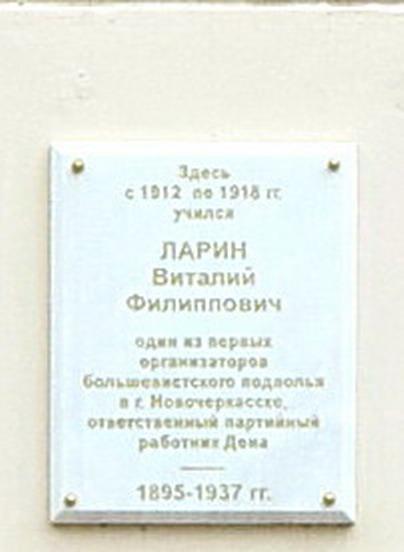 Здесь
с 1912 по 1918 гг.
учился
ЛАРИН
Виталий
Филиппович
один из первых
организаторов
большевистского подполья
в г. Новочеркасске,
ответственный партийный
работник Дона
1895-1937 гг.